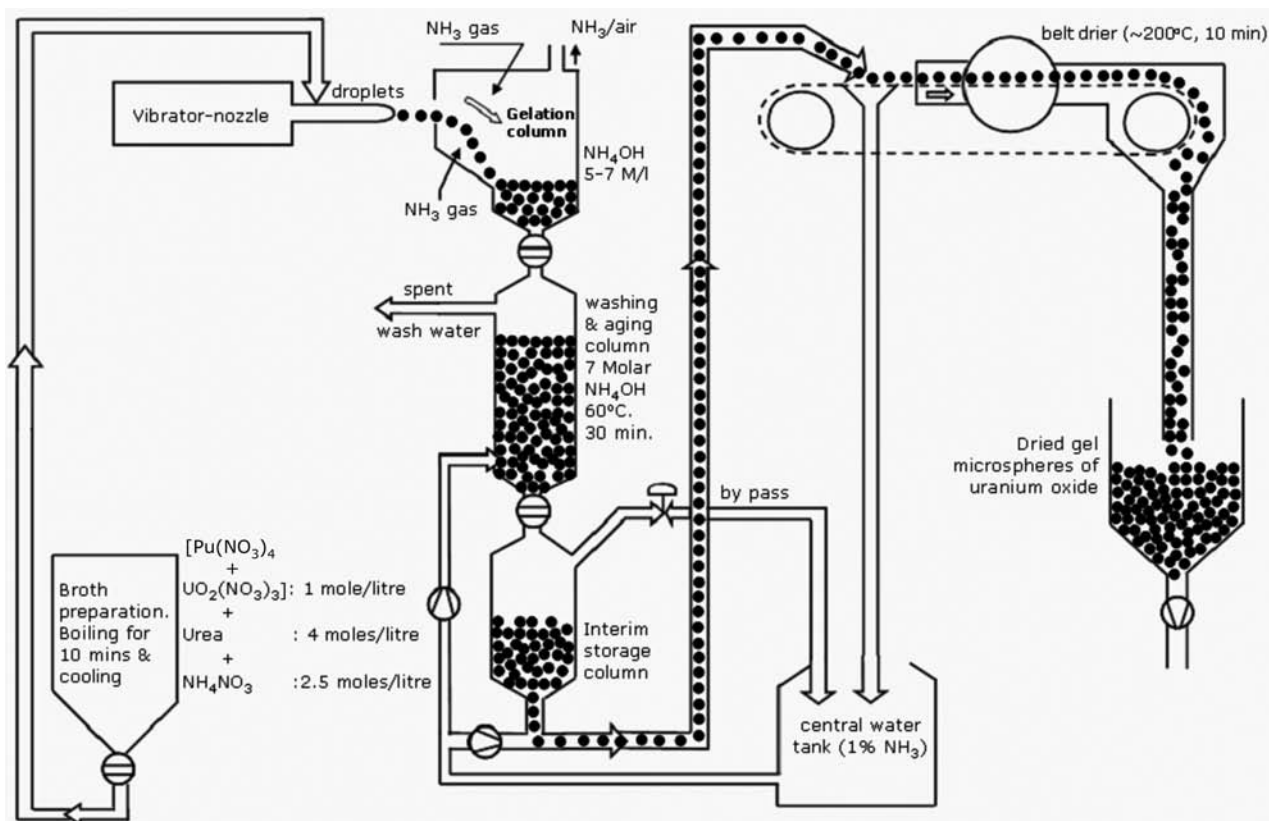 NH₃ gas
NH₃/air
belt drier (~200°C, 10 min)
droplets
Vibrator-nozzle
Gelation
column
NH₄OH
5–7 M/l
NH₃ gas
spent
wash water
washing
& aging
column
7 Molar
NH₄OH
60°C.
30 min.
Dried gel
microspheres of
uranium oxide
by pass
[Pu(NO₃)₄
+
UO₂(NO₃)₃]: 1 mole/litre
+
Urea : 4 moles/litre
+
NH₄NO₃ :2.5 moles/litre
Broth
preparation.
Boiling for
10 mins &
cooling
Interim
storage
column
central water
tank (1% NH₃)